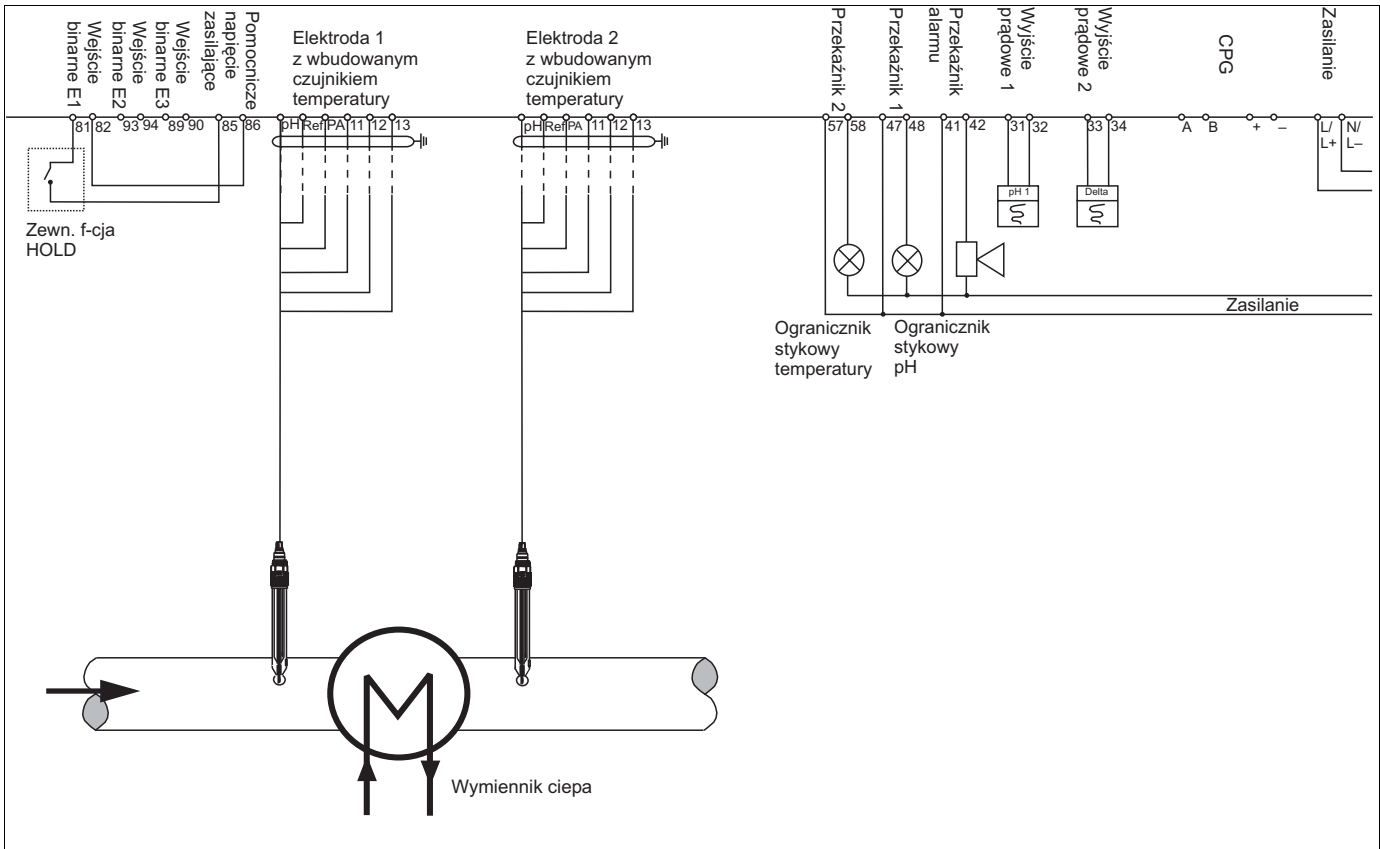 Wejście
binarne E1
Wejście
binarne E2
Wejście
binarne E3
Pomocnicze
napięcie
zasilające
Elektroda 1
z wbudowanym
czujnikiem
temperatury
Elektroda 2
z wbudowanym
czujnikiem
temperatury
Przekaźnik 2
Przekaźnik 1
Przekaźnik
alarmu
Wyjście
prądowe 1
Wyjście
prądowe 2
CPG
Zasilanie
81 82 93 94 89 90 85 86
pH Ref PA 11 12 13
pH Ref PA 11 12 13
57 58 47 48 41 42 31 32 33 34
A B + –
L/ N/
L+ L–
pH 1
Delta
Zewn. f-cja
HOLD
Zasilanie
Ogranicznik
stykowy
temperatury
Ogranicznik
stykowy
pH
Wymiennik ciepa